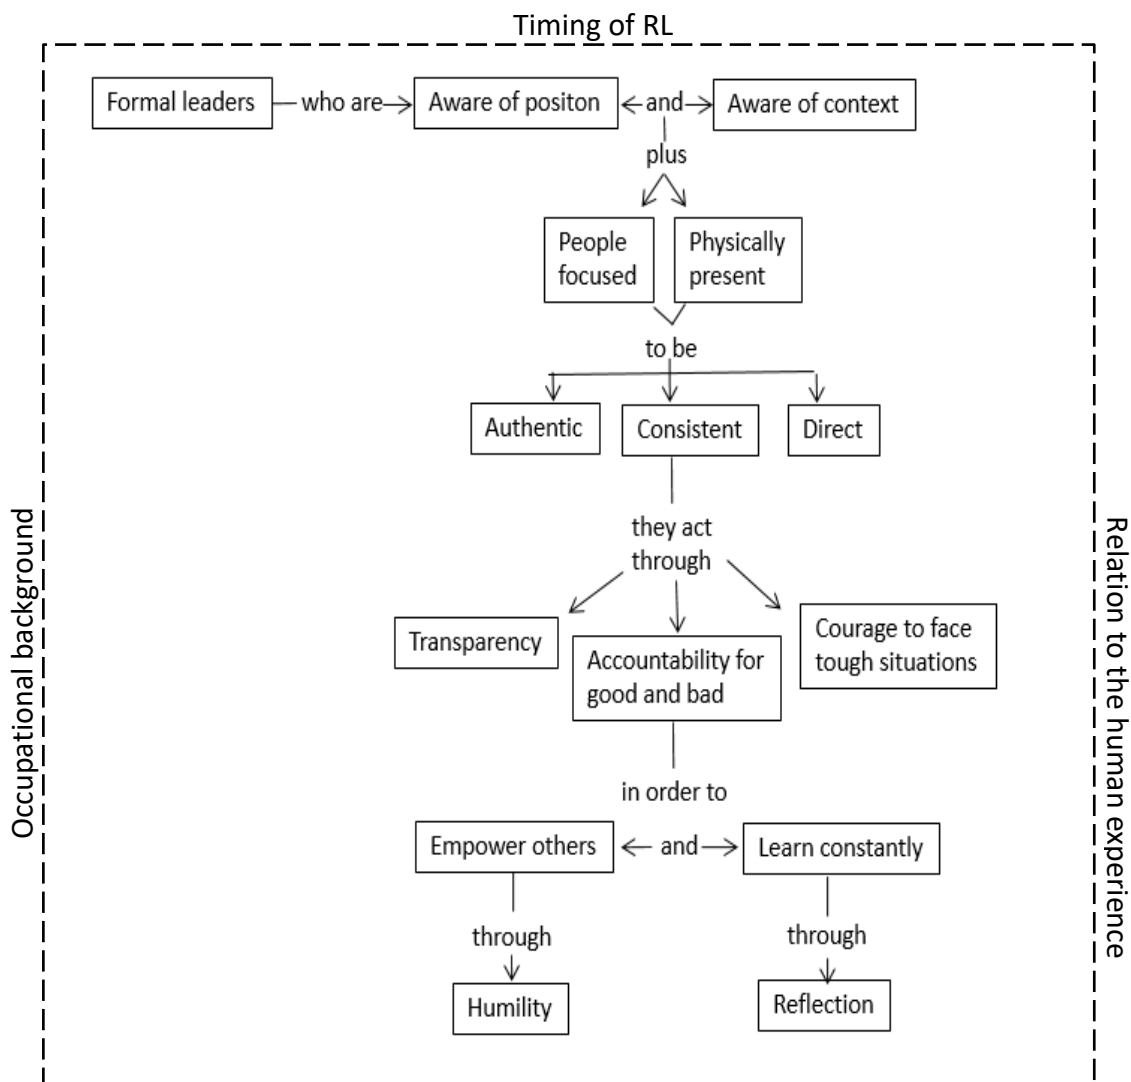 Timing of RL
Formal leaders who are Aware of positon and Aware of context
plus
People
focused
Physically
present
to be
Authentic Consistent Direct
they act
through
Transparency
Accountability for
good and bad
Courage to face
tough situations
in order to
Empower others and Learn constantly
through through
Humility Reflection
Occupational background
Relation to the human experience